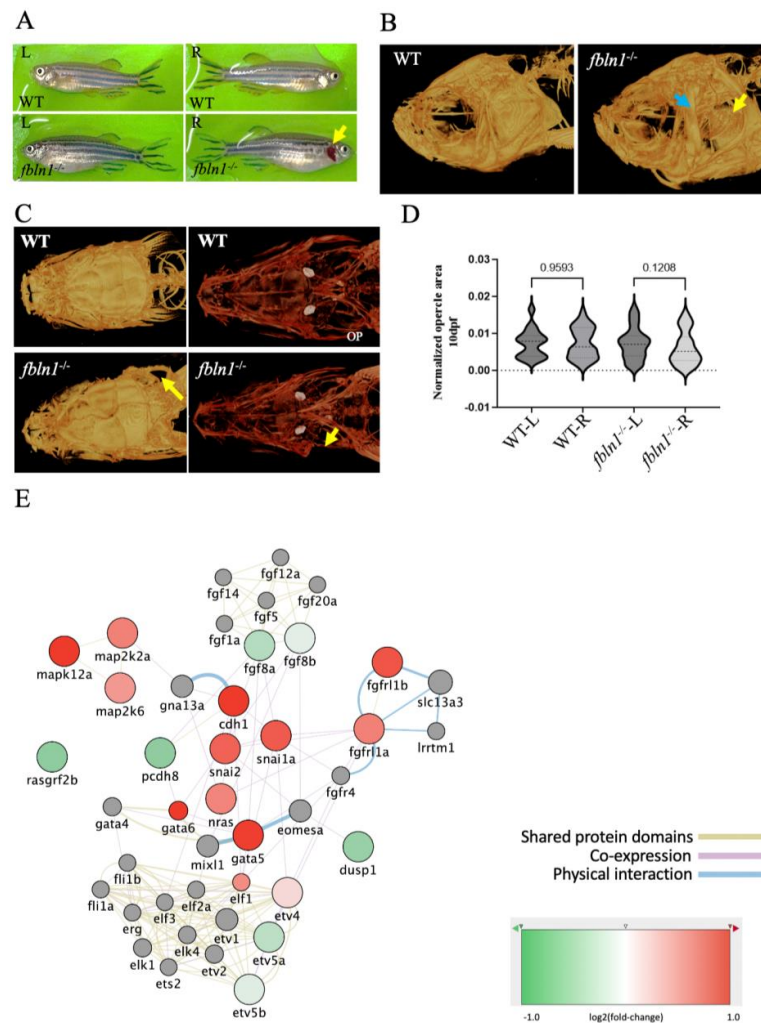 A
B
L
WT
R
WT
L
fbln1-/-
R
fbln1-/-
WT
fbln1-/-
C
D
WT
WT
OP
fbln1-/-
fbln1-/-
Normalized opercle area
10dpf
0.03
0.02
0.01
0.00
-0.01
0.9593
0.1208
WT-L
WT-R
fbln1-/--L
fbln1-/--R
E
fgf12a
fgf14
fgf20a
fgf5
fgf1a
fgf8a
fgf8b
map2k2a
mapk12a
map2k6
gna13a
cdh1
fgfrl1b
slc13a3
lrrtm1
fgfrl1a
snai1a
snai2
pcdh8
rasgrf2b
fgfr4
nras
gata4
gata6
eomesa
mixl1
gata5
dusp1
fli1b
fli1a
elf2a
elf1
elf3
erg
etv1
etv4
elk4
elk1
etv2
etv5a
ets2
etv5b
Shared protein domains
Co-expression
Physical interaction
-1.0
log2(fold-change)
1.0